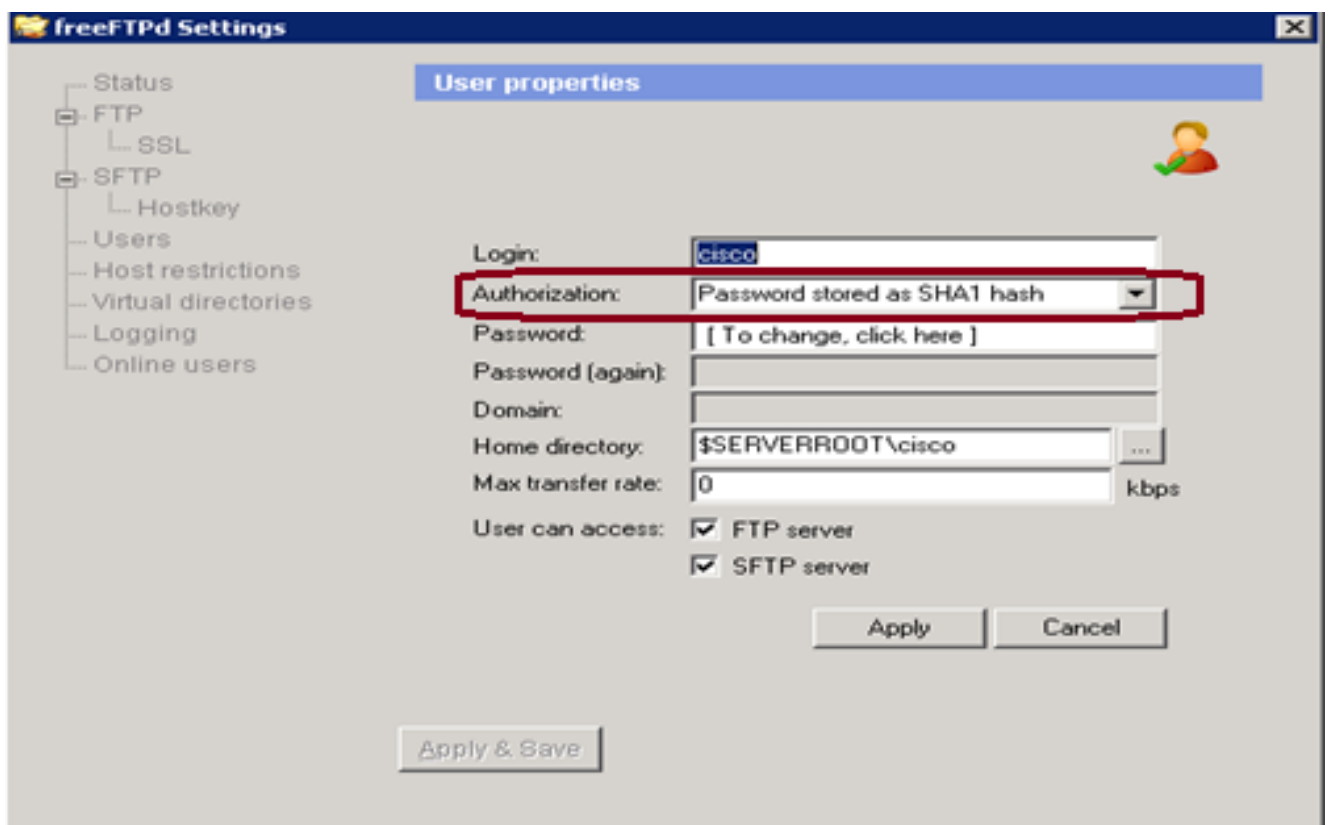 freeFTPd Settings
Status
FTP
SSL
SFTP
Hostkey
Users
Host restrictions
Virtual directories
Logging
Online users
User properties
Login: cisco
Authorization: Password stored as SHA1 hash
Password: [ To change, click here ]
Password (again):
Domain:
Home directory: $SERVERROOT\cisco ...
Max transfer rate: 0 kbps
User can access: FTP server
SFTP server
Apply Cancel
Apply & Save